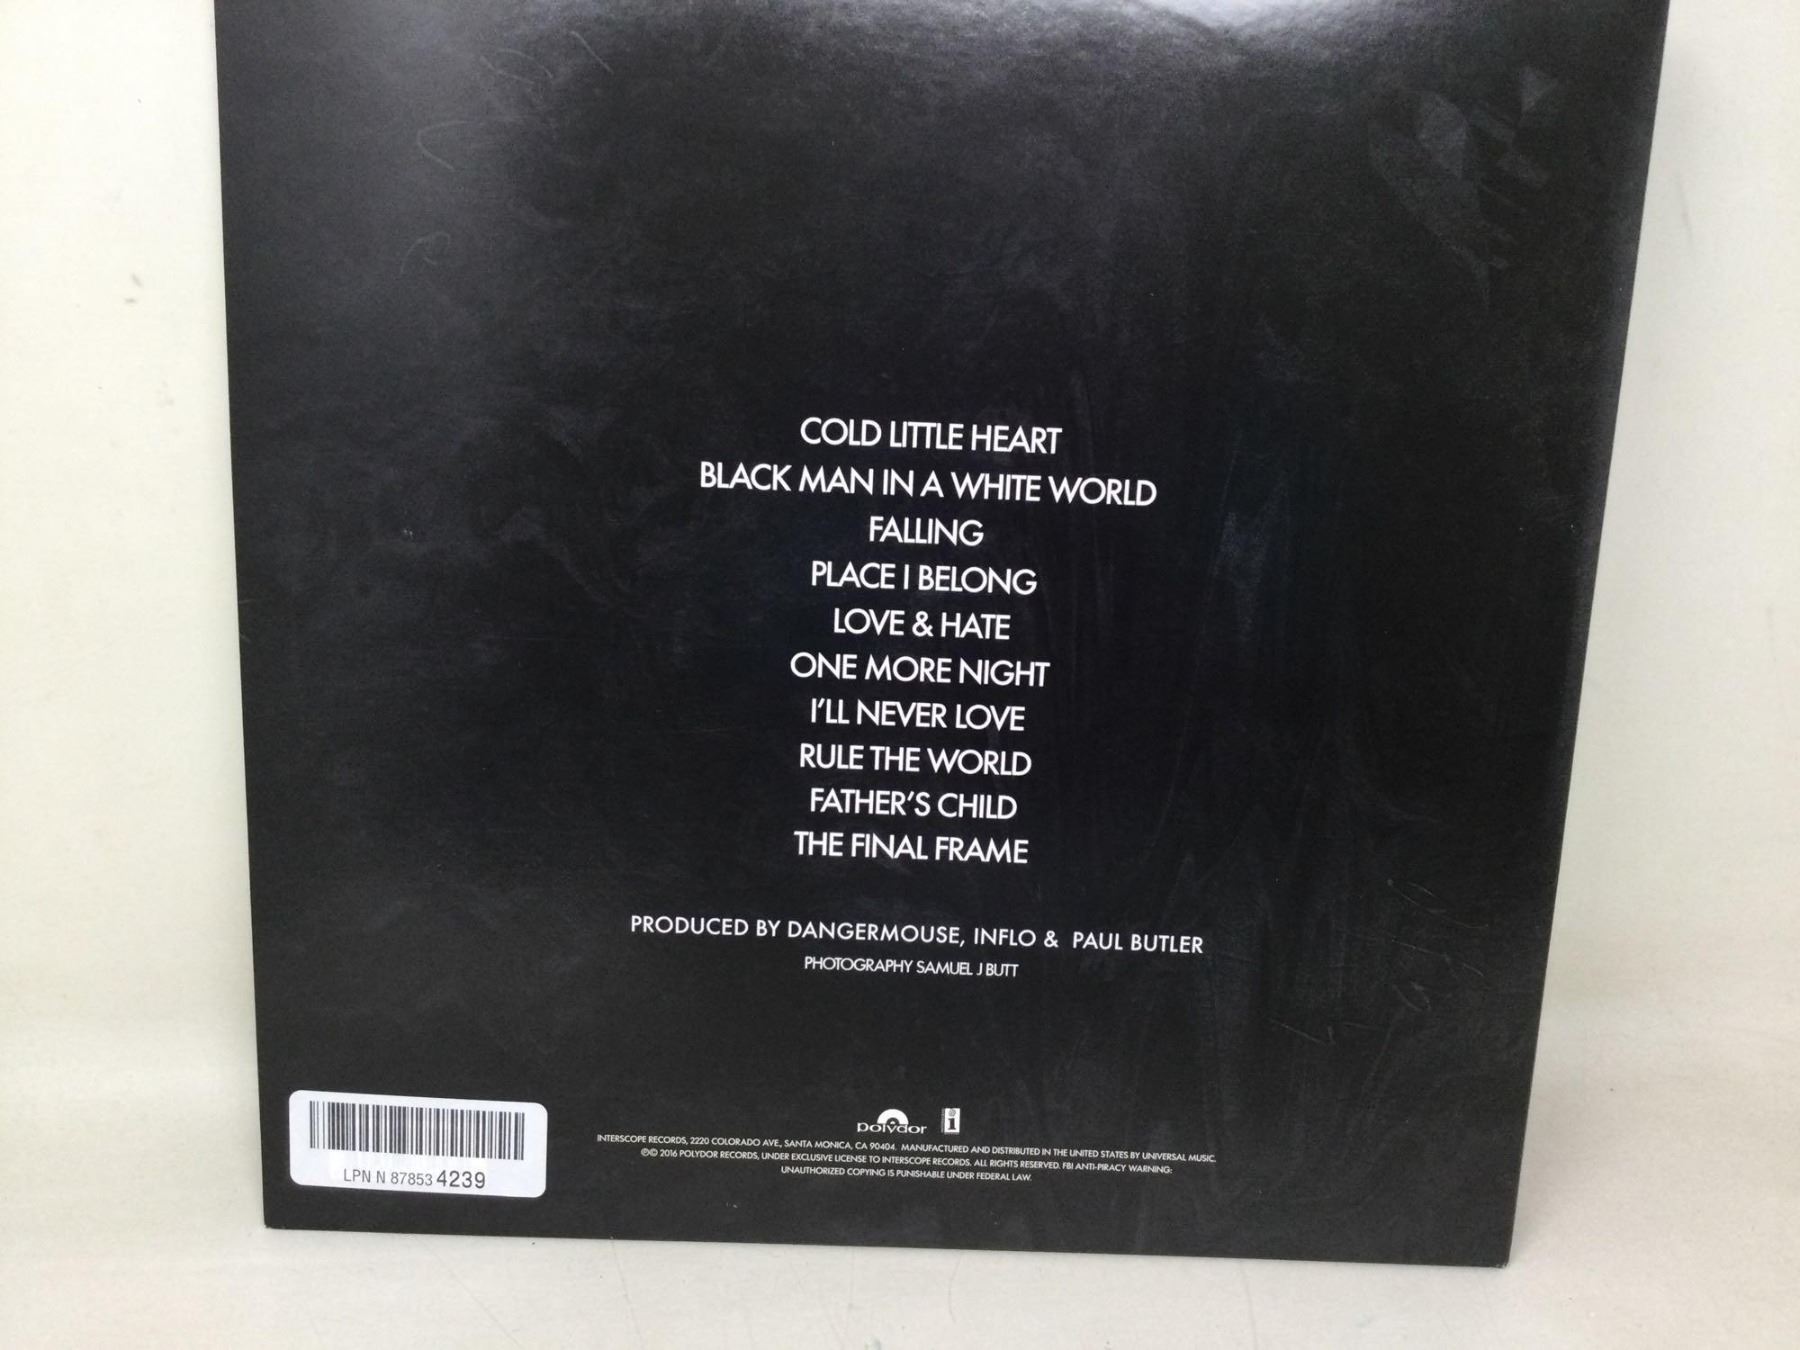 COLD LITTLE HEART
BLACK MAN IN A WHITE WORLD
FALLING
PLACE I BELONG
LOVE & HATE
ONE MORE NIGHT
I'LL NEVER LOVE
RULE THE WORLD
FATHER'S CHILD
THE FINAL FRAME
PRODUCED BY DANGERMOUSE, INFLO & PAUL BUTLER
PHOTOGRAPHY SAMUEL J BUTT
polydor i
INTERSCOPE RECORDS, 2220 COLORADO AVE., SANTA MONICA, CA 90404. MANUFACTURED AND DISTRIBUTED IN THE UNITED STATES BY UNIVERSAL MUSIC.
℗© 2016 POLYDOR RECORDS, UNDER EXCLUSIVE LICENSE TO INTERSCOPE RECORDS. ALL RIGHTS RESERVED. FBI ANTI-PIRACY WARNING:
UNAUTHORIZED COPYING IS PUNISHABLE UNDER FEDERAL LAW.
LPN N 87853 4239